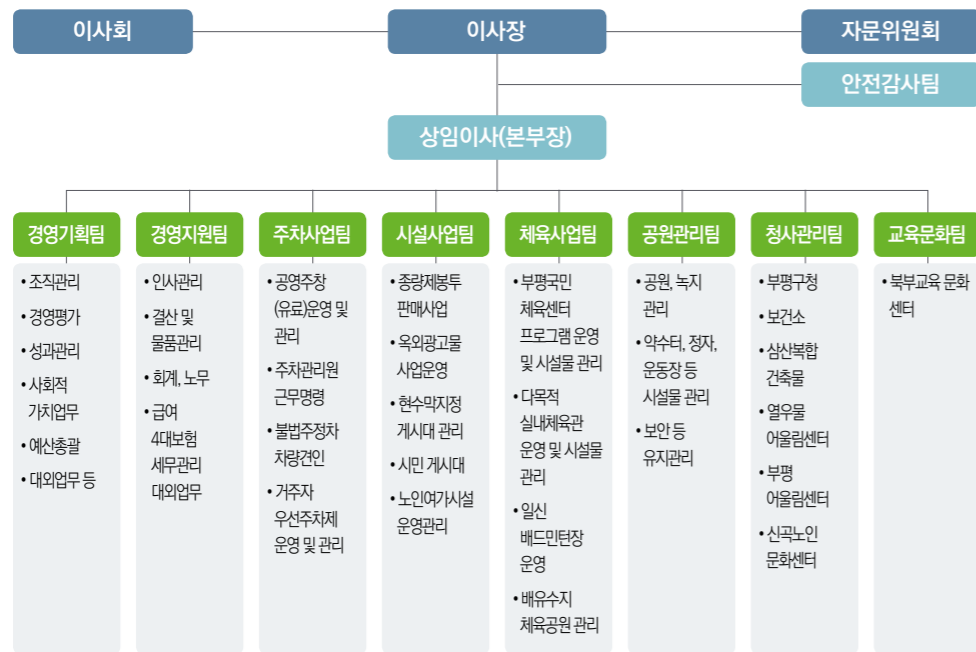 이사회
이사장
자문위원회
안전감사팀
상임이사(본부장)
경영기획팀
• 조직관리
• 경영평가
• 성과관리
• 사회적
가치업무
• 예산총괄
• 대외업무 등
경영지원팀
• 인사관리
• 결산 및
물품관리
• 회계, 노무
• 급여
4대보험
세무관리
대외업무
주차사업팀
• 공영주창
(유료)운영 및
관리
• 주차관리원
근무명령
• 불법주정차
차량견인
• 거주자
우선주차제
운영 및 관리
시설사업팀
• 종량제봉투
판매사업
• 옥외광고물
사업운영
• 현수막지정
게시대 관리
• 시민 게시대
• 노인여가시설
운영관리
체육사업팀
• 부평국민
체육센터
프로그램 운영
및 시설물 관리
• 다목적
실내체육관
운영 및 시설물
관리
• 일신
배드민턴장
운영
• 배유수지
체육공원 관리
공원관리팀
• 공원, 녹지
관리
• 약수터, 정자,
운동장 등
시설물 관리
• 보안 등
유지관리
청사관리팀
• 부평구청
• 보건소
• 삼산복합
건축물
• 열우물
어울림센터
• 부평
어울림센터
• 신곡노인
문화센터
교육문화팀
• 북부교육 문화
센터